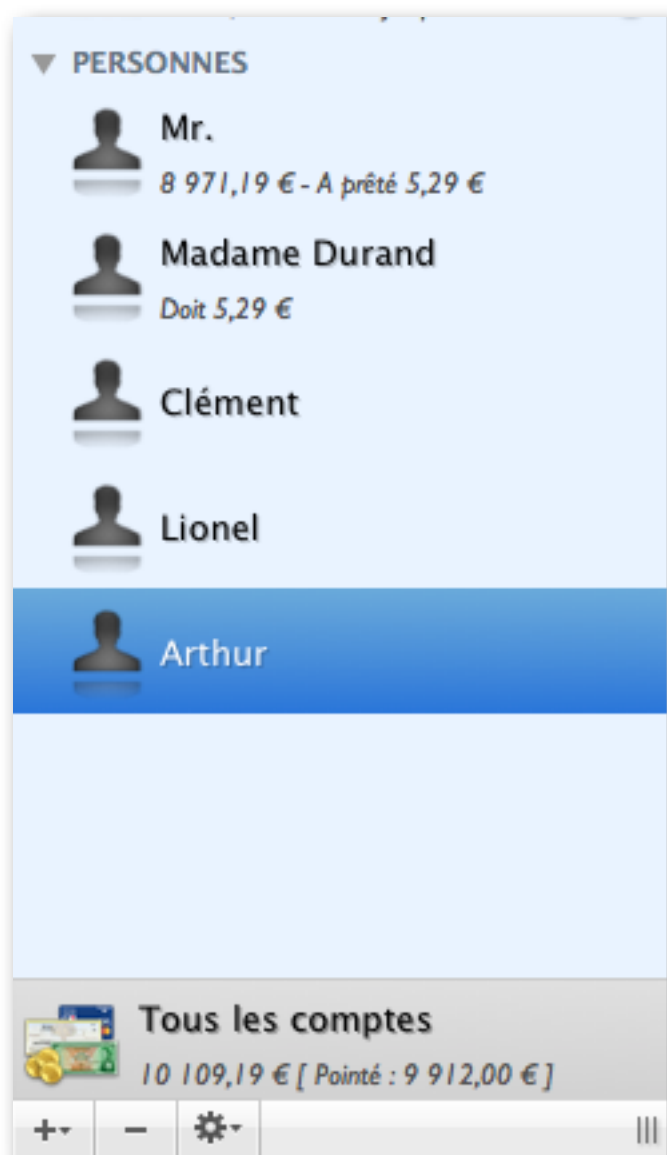 PERSONNES
Mr.
8 971,19 € - A prêté 5,29 €
Madame Durand
Doit 5,29 €
Clément
Lionel
Arthur
Tous les comptes
10 109,19 € [ Pointé : 9 912,00 € ]